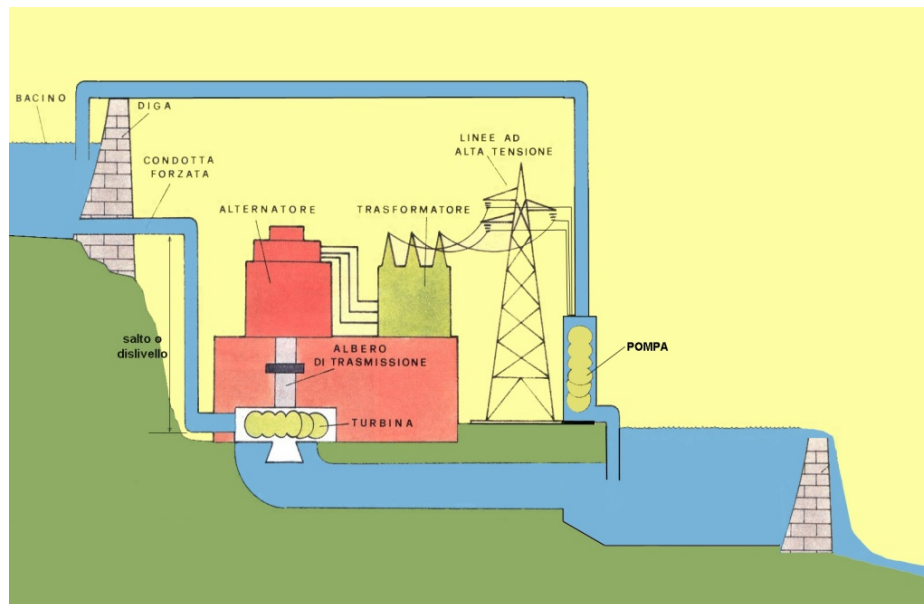 BACINO
DIGA
CONDOTTA
FORZATA
LINEE AD
ALTA TENSIONE
ALTERNATORE
TRASFORMATORE
salto o
dislivello
ALBERO
DI TRASMISSIONE
POMPA
TURBINA